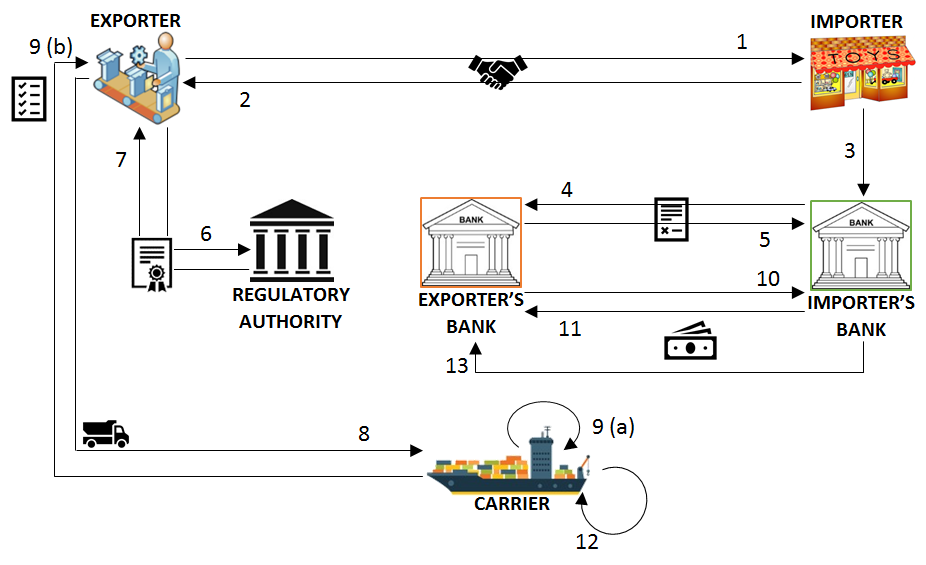 EXPORTER
IMPORTER
9 (b)
1
TOYS
2
7
3
4
BANK
BANK
6
5
REGULATORY
AUTHORITY
10
EXPORTER'S
BANK
IMPORTER'S
BANK
11
13
8
9 (a)
CARRIER
12